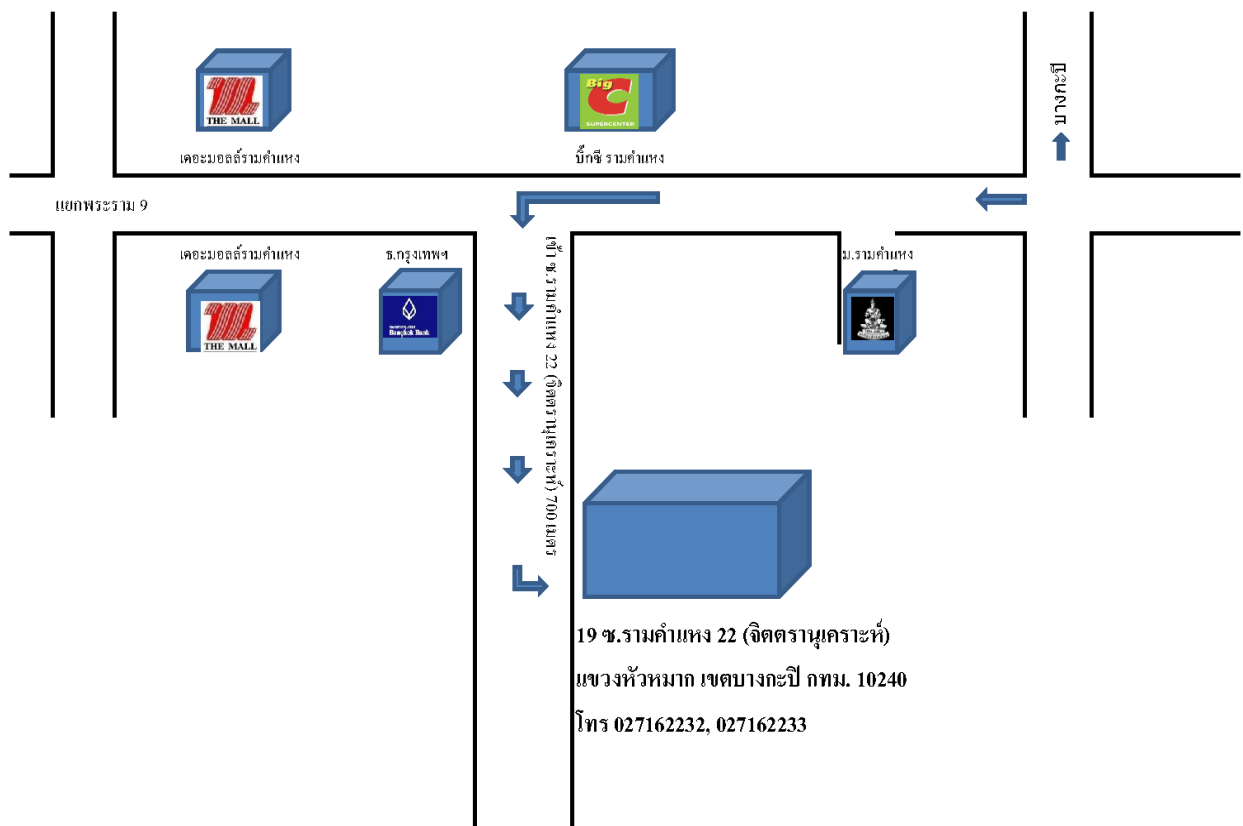 บางกะปิ
THE MALL
Big
C
SUPERCENTER
เดอะมอลล์รามคำแหง
บิ๊กซี รามคำแหง
แยกพระราม 9
เดอะมอลล์รามคำแหง
ธ.กรุงเทพฯ
ม.รามคำแหง
THE MALL
Bangkok Bank
เข้า ซ.รามคำแหง 22 (จิตตรานุเคราะห์) 700 เมตร
19 ซ.รามคำแหง 22 (จิตตรานุเคราะห์)
แขวงหัวหมาก เขตบางกะปิ กทม. 10240
โทร 027162232, 027162233